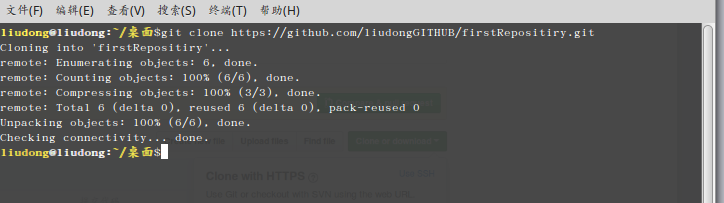 文件(F) 编辑(E) 查看(V) 搜索(S) 终端(T) 帮助(H)
liudong@liudong:~/桌面$git clone https://github.com/liudongGITHUB/firstRepositiry.git
Cloning into 'firstRepositiry'...
remote: Enumerating objects: 6, done.
remote: Counting objects: 100% (6/6), done.
remote: Compressing objects: 100% (3/3), done.
remote: Total 6 (delta 0), reused 6 (delta 0), pack-reused 0
Unpacking objects: 100% (6/6), done.
Checking connectivity... done.
liudong@liudong:~/桌面$
Clone with HTTPS